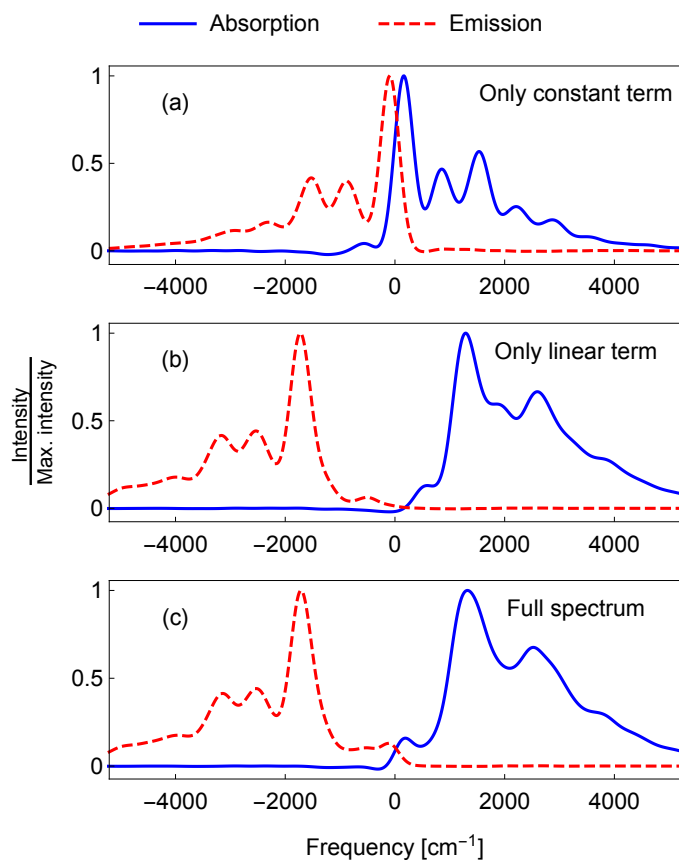 Absorption Emission
(a) Only constant term
1
0.5
0
−4000 −2000 0 2000 4000
(b) Only linear term
1
0.5
0
−4000 −2000 0 2000 4000
Intensity
Max. intensity
(c) Full spectrum
1
0.5
0
−4000 −2000 0 2000 4000
Frequency [cm⁻¹]